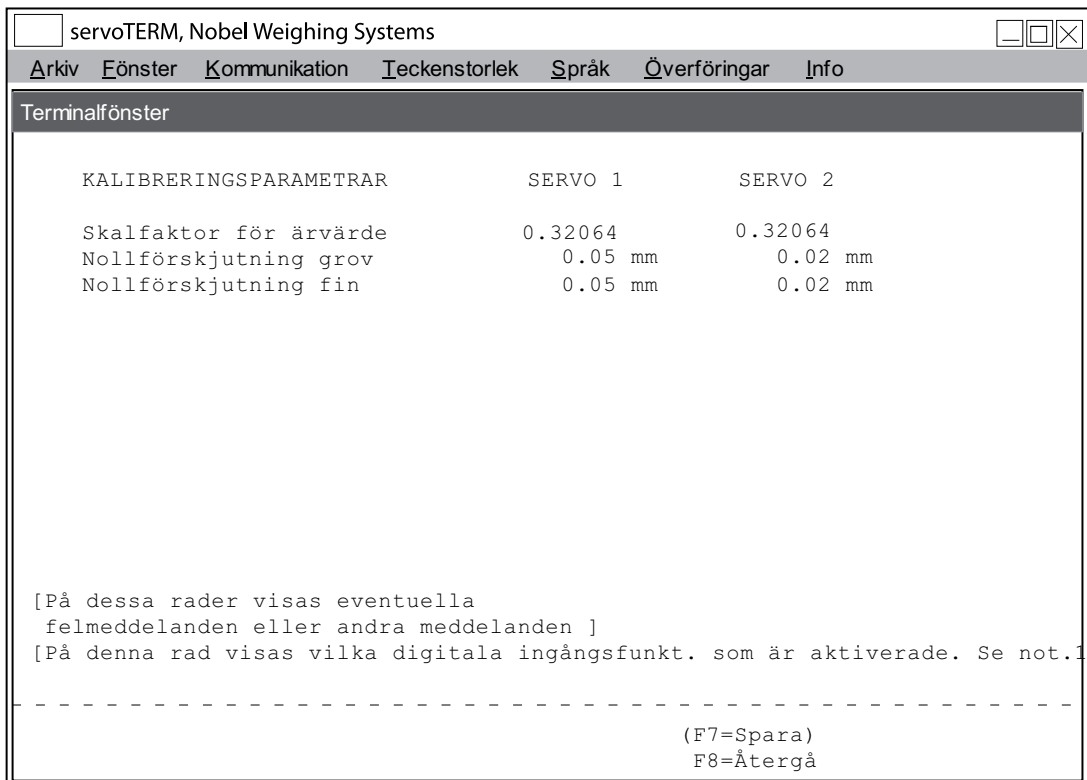 servoTERM, Nobel Weighing Systems
Arkiv Fönster Kommunikation Teckenstorlek Språk Överföringar Info
Terminalfönster
KALIBRERINGSPARAMETRAR SERVO 1 SERVO 2
Skalfaktor för ärvärde 0.32064 0.32064
Nollförskjutning grov 0.05 mm 0.02 mm
Nollförskjutning fin 0.05 mm 0.02 mm
[På dessa rader visas eventuella
felmeddelanden eller andra meddelanden ]
[På denna rad visas vilka digitala ingångsfunkt. som är aktiverade. Se not.1
(F7=Spara)
F8=Återgå